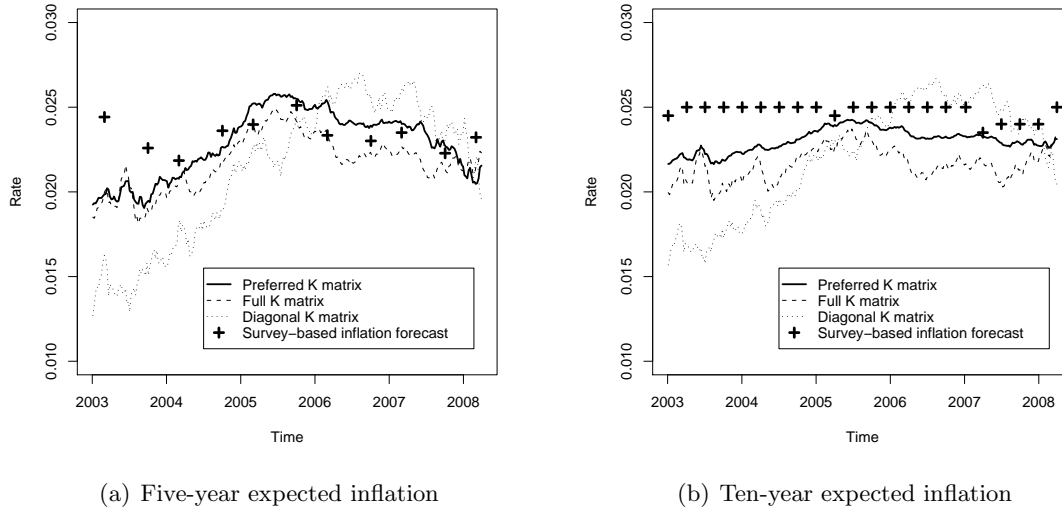 0.030
0.025
0.020
0.015
0.010
Rate
2003 2004 2005 2006 2007 2008
Time
Preferred K matrix
Full K matrix
Diagonal K matrix
Survey−based inflation forecast
(a) Five-year expected inflation
0.030
0.025
0.020
0.015
0.010
Rate
2003 2004 2005 2006 2007 2008
Time
Preferred K matrix
Full K matrix
Diagonal K matrix
Survey−based inflation forecast
(b) Ten-year expected inflation